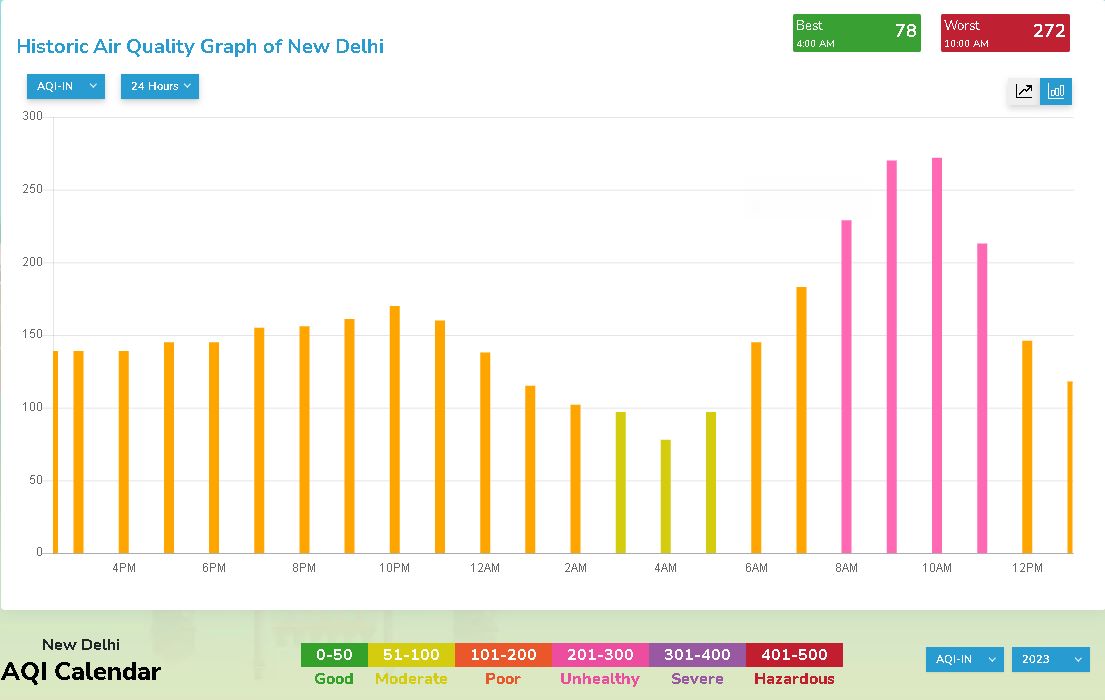 Historic Air Quality Graph of New Delhi
Best
4:00 AM
78
Worst
10:00 AM
272
AQI-IN
24 Hours
300
250
200
150
100
50
0
4PM 6PM 8PM 10PM 12AM 2AM 4AM 6AM 8AM 10AM 12PM
New Delhi
AQI Calendar
0-50 51-100 101-200 201-300 301-400 401-500
Good Moderate Poor Unhealthy Severe Hazardous
AQI-IN 2023